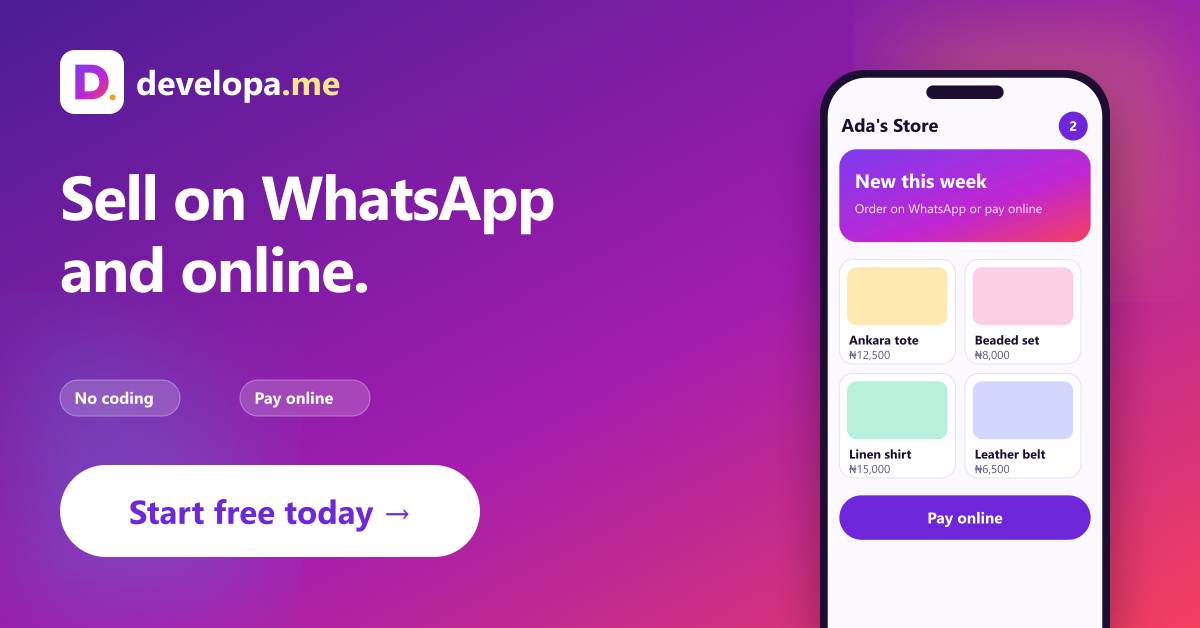 D.
developa.me
Sell on WhatsApp
and online.
No coding
Pay online
Start free today →
Ada's Store
2
New this week
Order on WhatsApp or pay online
Ankara tote
₦12,500
Beaded set
₦8,000
Linen shirt
₦15,000
Leather belt
₦6,500
Pay online